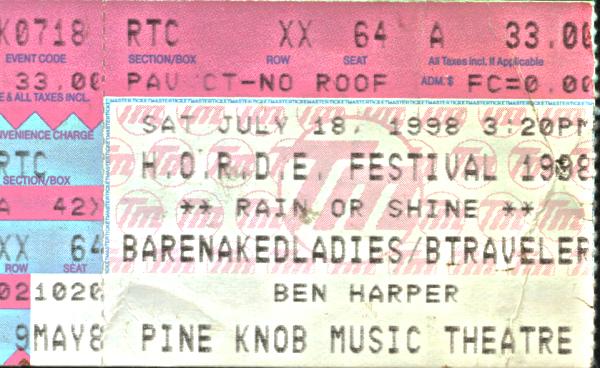 K0718 RTC XX 64 A 33.00
EVENT CODE SECTION/BOX ROW SEAT All Taxes Incl. If Applicable
33.00 PAV CT-NO ROOF ADM.$ FC=0.00
E & ALL TAXES INCL.
SAT JULY 18, 1998 3:20PM
NVENIENCE CHARGE
RTC H.O.R.D.E. FESTIVAL 1998
SECTION/BOX
A 42X ** RAIN OR SHINE **
XX 64 BARENAKEDLADIES/BTRAVELER
ROW SEAT
021020 BEN HARPER
9MAY8 PINE KNOB MUSIC THEATRE